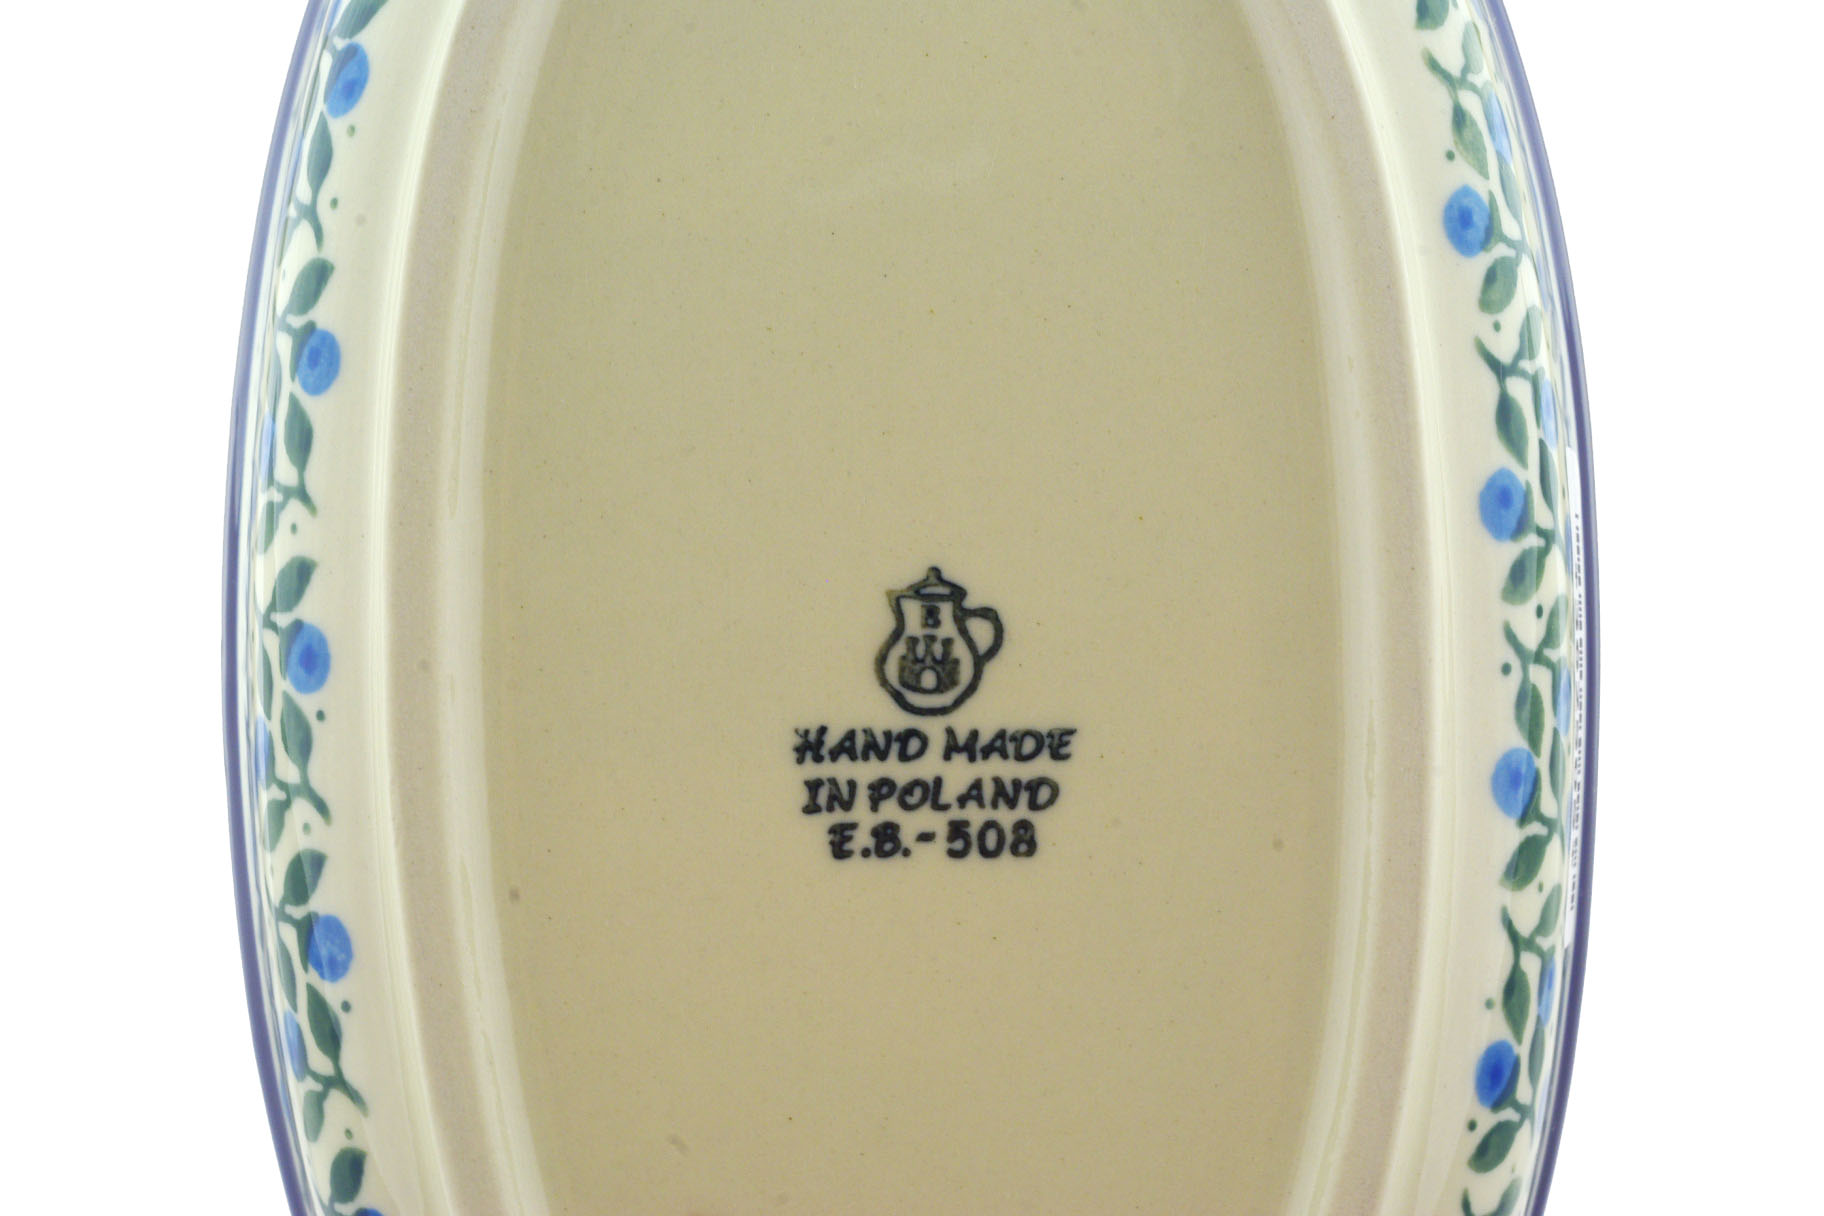 B
HAND MADE
IN POLAND
E.B.-508